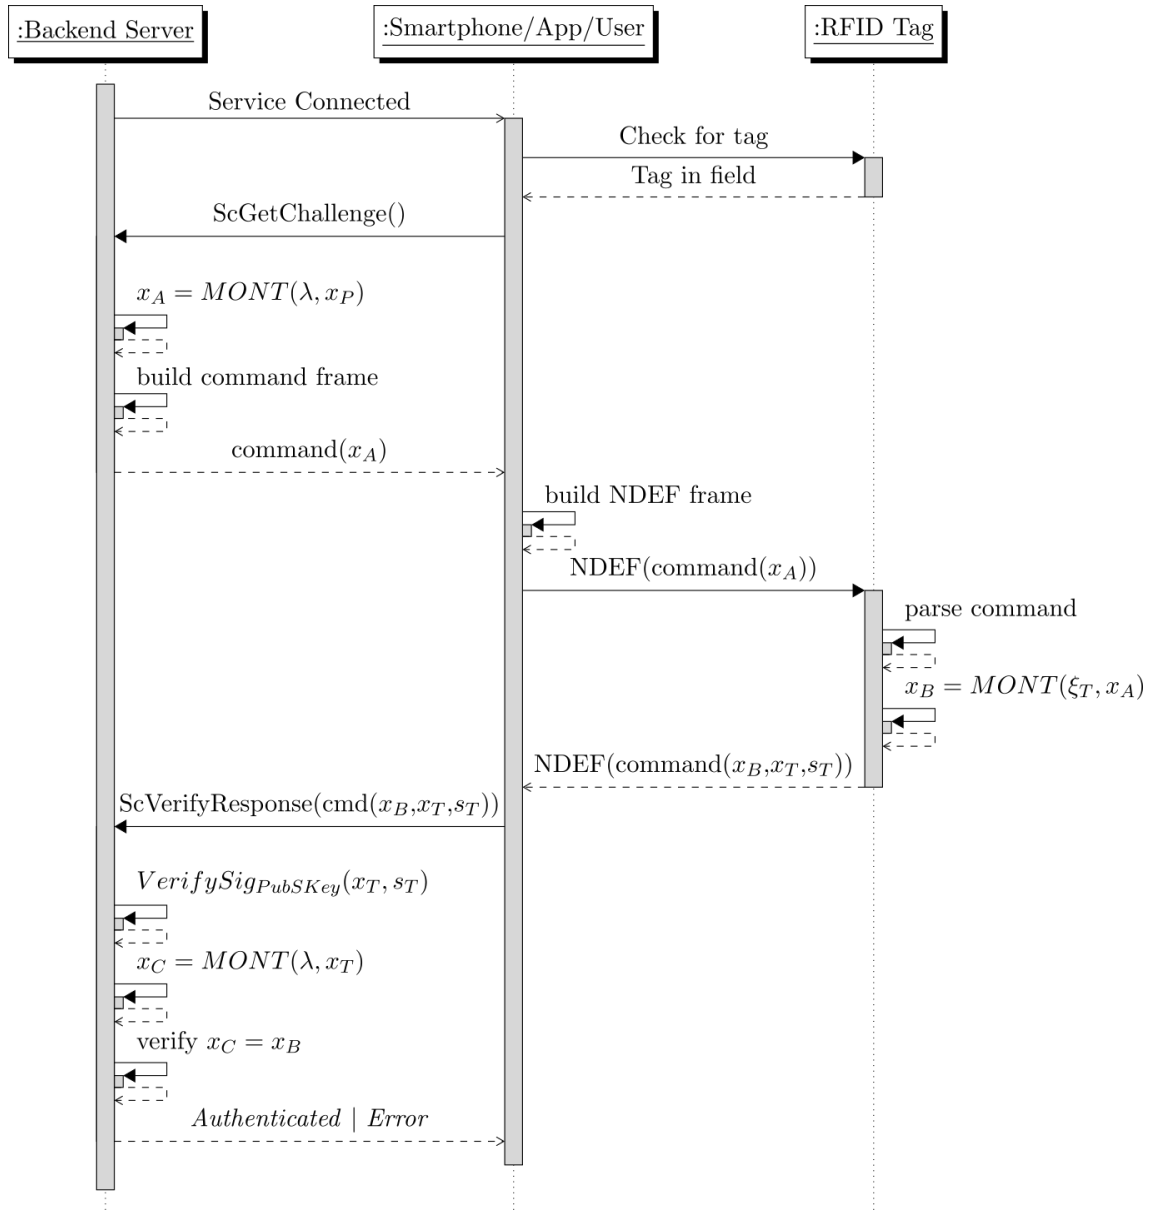 :Backend Server
:Smartphone/App/User
:RFID Tag
Service Connected
Check for tag
Tag in field
ScGetChallenge()
x_A = MONT(λ, x_P)
build command frame
command(x_A)
build NDEF frame
NDEF(command(x_A))
parse command
x_B = MONT(ξ_T, x_A)
NDEF(command(x_B,x_T,s_T))
ScVerifyResponse(cmd(x_B,x_T,s_T))
VerifySig_PubSKey(x_T, s_T)
x_C = MONT(λ, x_T)
verify x_C = x_B
Authenticated | Error